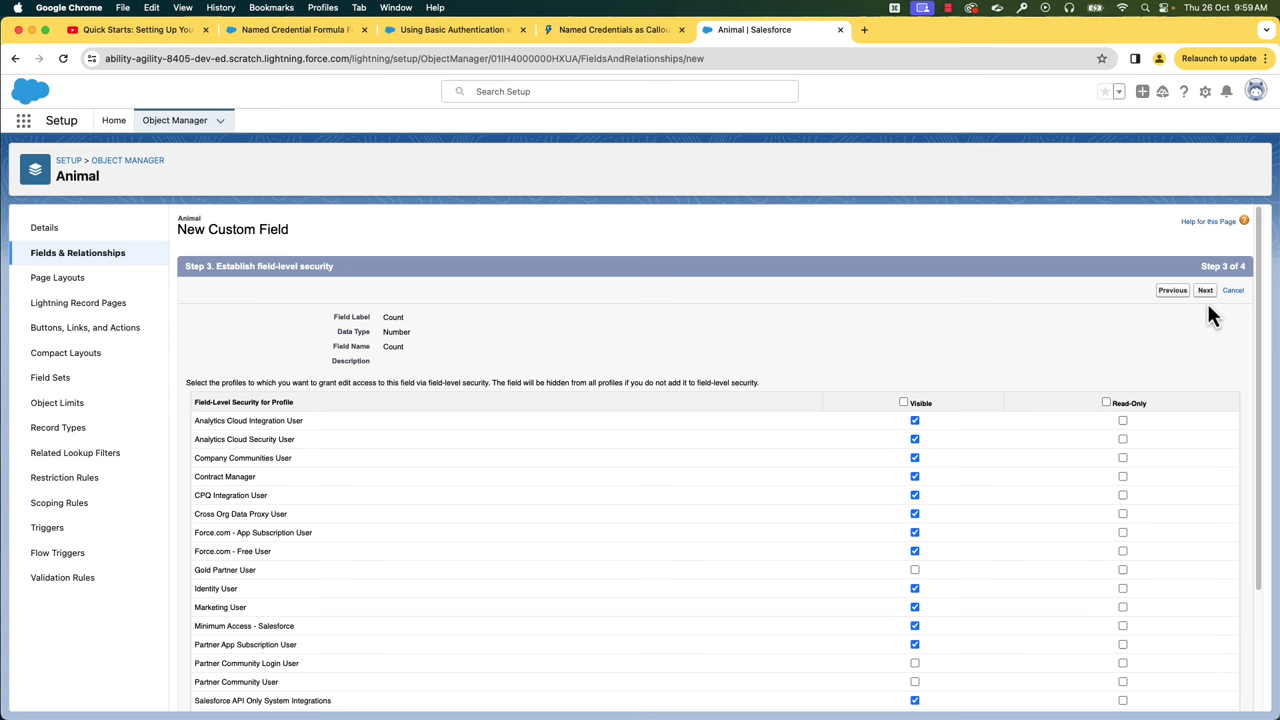 Google Chrome File Edit View History Bookmarks Profiles Tab Window Help Thu 26 8:59 AM
Quick Starts: Setting Up You Named Credential Formula F Using Basic Authentication w Named Credentials as Callou Animal | Salesforce
ability-agility-8405-dev-ed.scratch.lightning.force.com/lightning/setup/ObjectManager/01IH4000000HXUA/FieldsAndRelationships/new Relaunch to update
Search Setup
Setup Home Object Manager
SETUP > OBJECT MANAGER
Animal
Details
Fields & Relationships
Page Layouts
Lightning Record Pages
Buttons, Links, and Actions
Compact Layouts
Field Sets
Object Limits
Record Types
Related Lookup Filters
Restriction Rules
Scoping Rules
Triggers
Flow Triggers
Validation Rules
Animal
New Custom Field
Help for this Page
Step 3. Establish field-level security Step 3 of 4
Previous Next Cancel
Field Label Count
Data Type Number
Field Name Count
Description
Select the profiles to which you want to grant edit access to this field via field-level security. The field will be hidden from all profiles if you do not add it to field-level security.
Field-Level Security for Profile Visible Read-Only
Analytics Cloud Integration User
Analytics Cloud Security User
Company Communities User
Contract Manager
CPQ Integration User
Cross Org Data Proxy User
Force.com - App Subscription User
Force.com - Free User
Gold Partner User
Identity User
Marketing User
Minimum Access - Salesforce
Partner App Subscription User
Partner Community Login User
Partner Community User
Salesforce API Only System Integrations